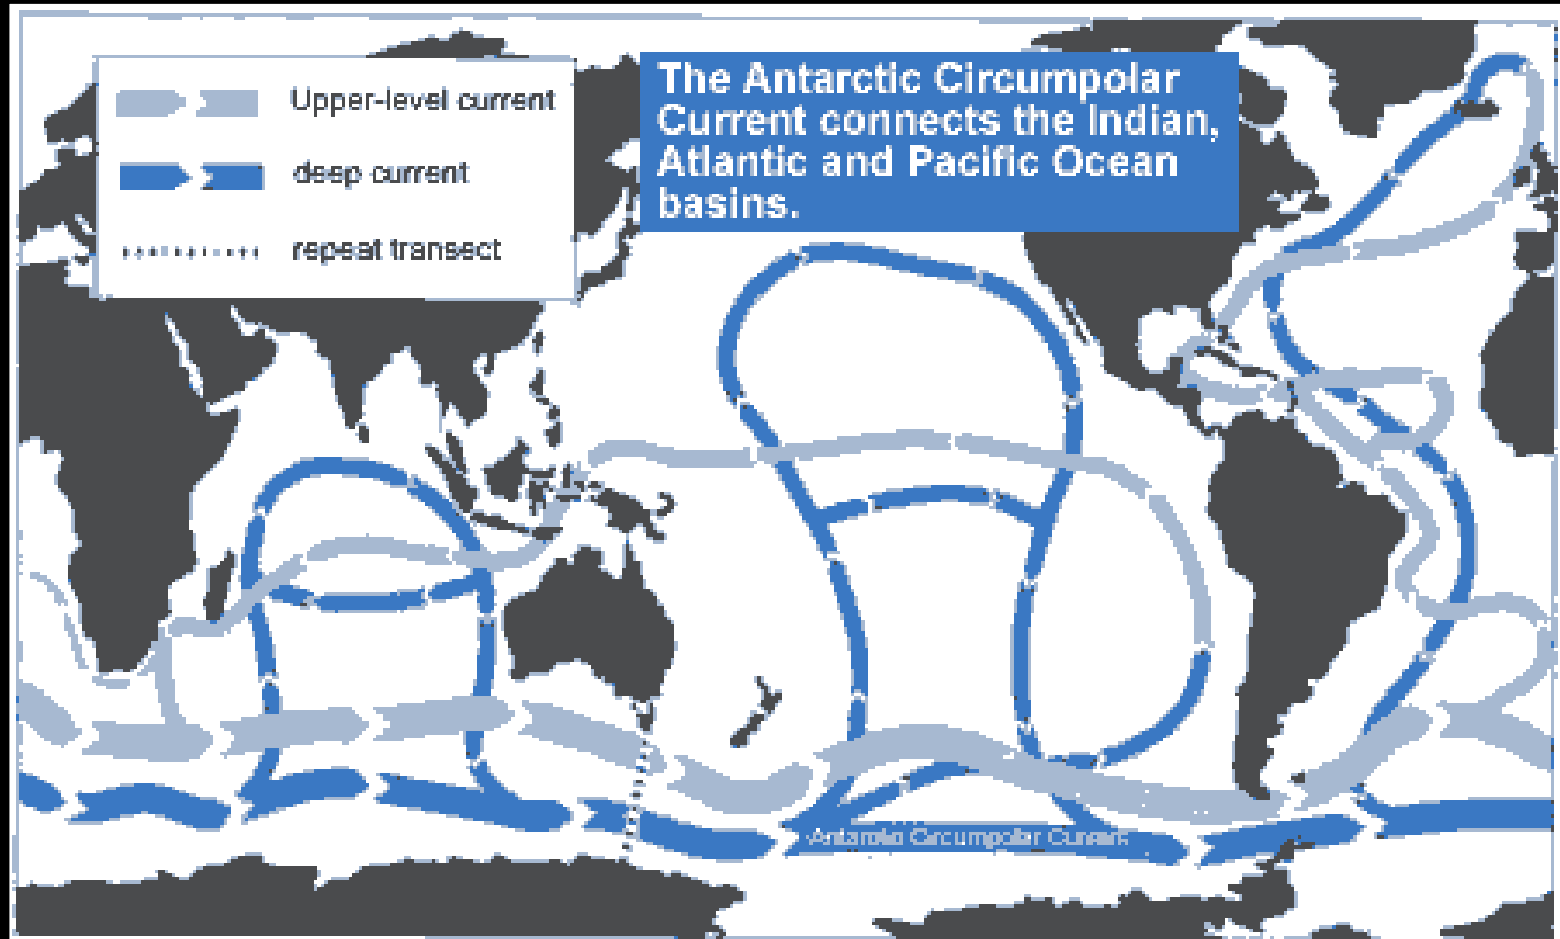 Upper-level current
deep current
repeat transect
The Antarctic Circumpolar
Current connects the Indian,
Atlantic and Pacific Ocean
basins.
Antarctic Circumpolar Current